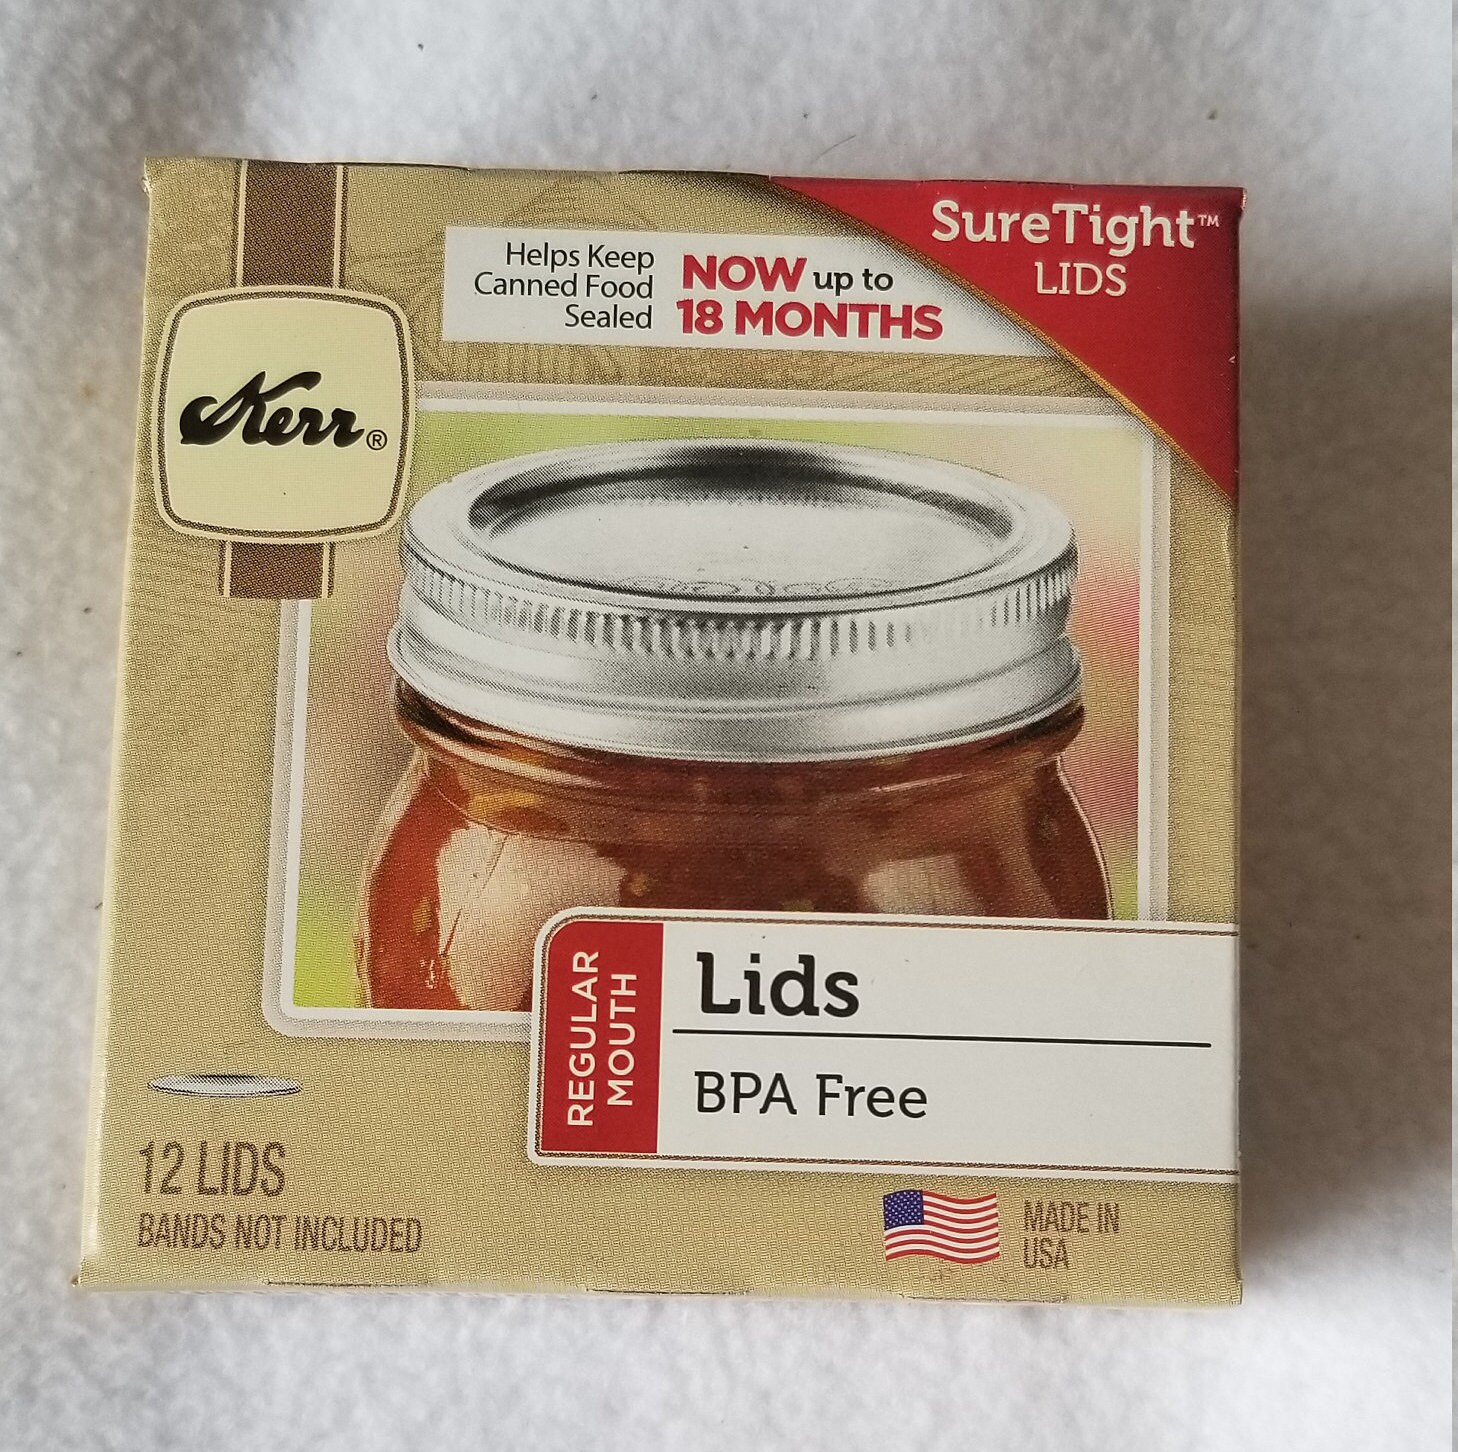 SureTight™
LIDS
Helps Keep
Canned Food
Sealed
NOW up to
18 MONTHS
Kerr®
REGULAR
MOUTH
Lids
BPA Free
12 LIDS
BANDS NOT INCLUDED
MADE IN
USA